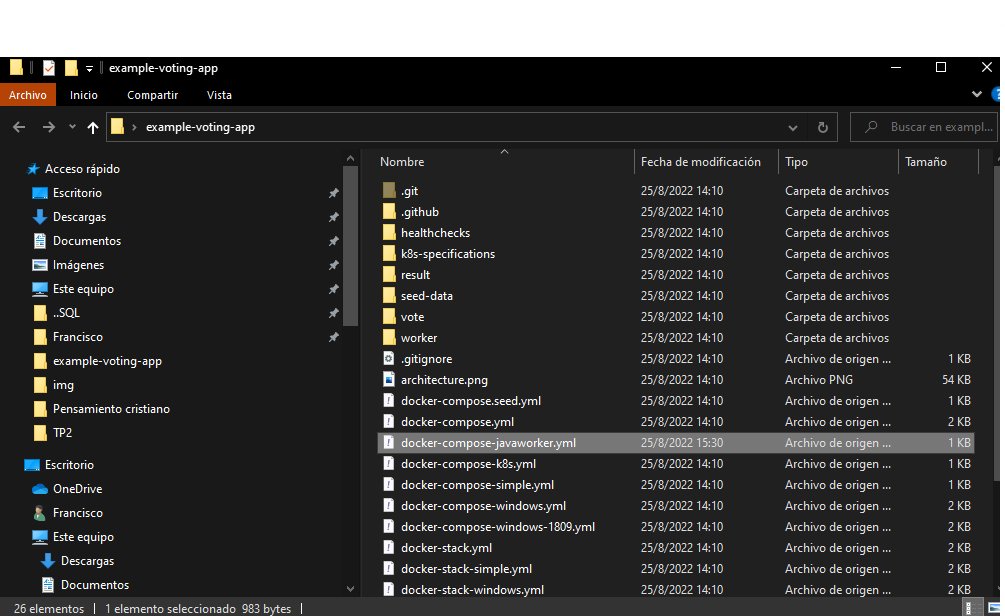 example-voting-app
Archivo Inicio Compartir Vista
example-voting-app Buscar en exampl...
Acceso rápido
Escritorio
Descargas
Documentos
Imágenes
Este equipo
..SQL
Francisco
example-voting-app
img
Pensamiento cristiano
TP2
Escritorio
OneDrive
Francisco
Este equipo
Descargas
Documentos
Nombre Fecha de modificación Tipo Tamaño
.git 25/8/2022 14:10 Carpeta de archivos
.github 25/8/2022 14:10 Carpeta de archivos
healthchecks 25/8/2022 14:10 Carpeta de archivos
k8s-specifications 25/8/2022 14:10 Carpeta de archivos
result 25/8/2022 14:10 Carpeta de archivos
seed-data 25/8/2022 14:10 Carpeta de archivos
vote 25/8/2022 14:10 Carpeta de archivos
worker 25/8/2022 14:10 Carpeta de archivos
.gitignore 25/8/2022 14:10 Archivo de origen ... 1 KB
architecture.png 25/8/2022 14:10 Archivo PNG 54 KB
docker-compose.seed.yml 25/8/2022 14:10 Archivo de origen ... 1 KB
docker-compose.yml 25/8/2022 14:10 Archivo de origen ... 2 KB
docker-compose-javaworker.yml 25/8/2022 15:30 Archivo de origen ... 1 KB
docker-compose-k8s.yml 25/8/2022 14:10 Archivo de origen ... 1 KB
docker-compose-simple.yml 25/8/2022 14:10 Archivo de origen ... 1 KB
docker-compose-windows.yml 25/8/2022 14:10 Archivo de origen ... 2 KB
docker-compose-windows-1809.yml 25/8/2022 14:10 Archivo de origen ... 2 KB
docker-stack.yml 25/8/2022 14:10 Archivo de origen ... 2 KB
docker-stack-simple.yml 25/8/2022 14:10 Archivo de origen ... 2 KB
docker-stack-windows.yml 25/8/2022 14:10 Archivo de origen ... 2 KB
26 elementos 1 elemento seleccionado 983 bytes